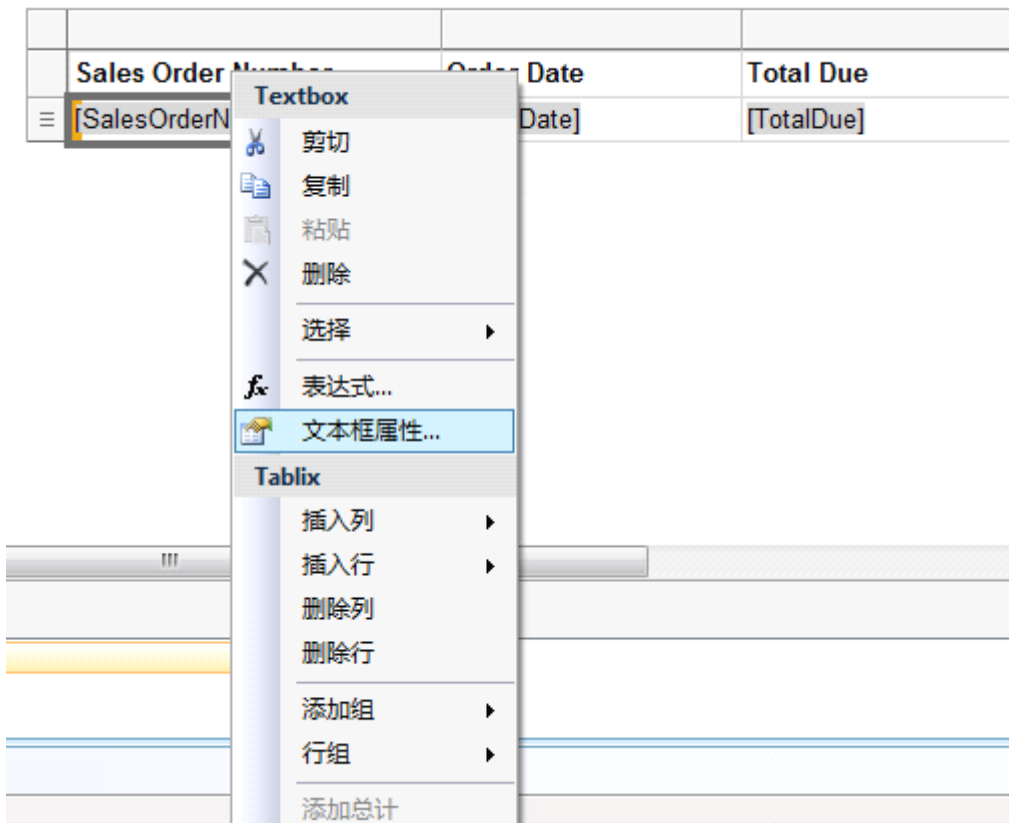 Sales Order Number Order Date Total Due
[SalesOrderN Date] [TotalDue]
Textbox
剪切
复制
粘贴
删除
选择
fx 表达式...
文本框属性...
Tablix
插入列
插入行
删除列
删除行
添加组
行组
添加总计